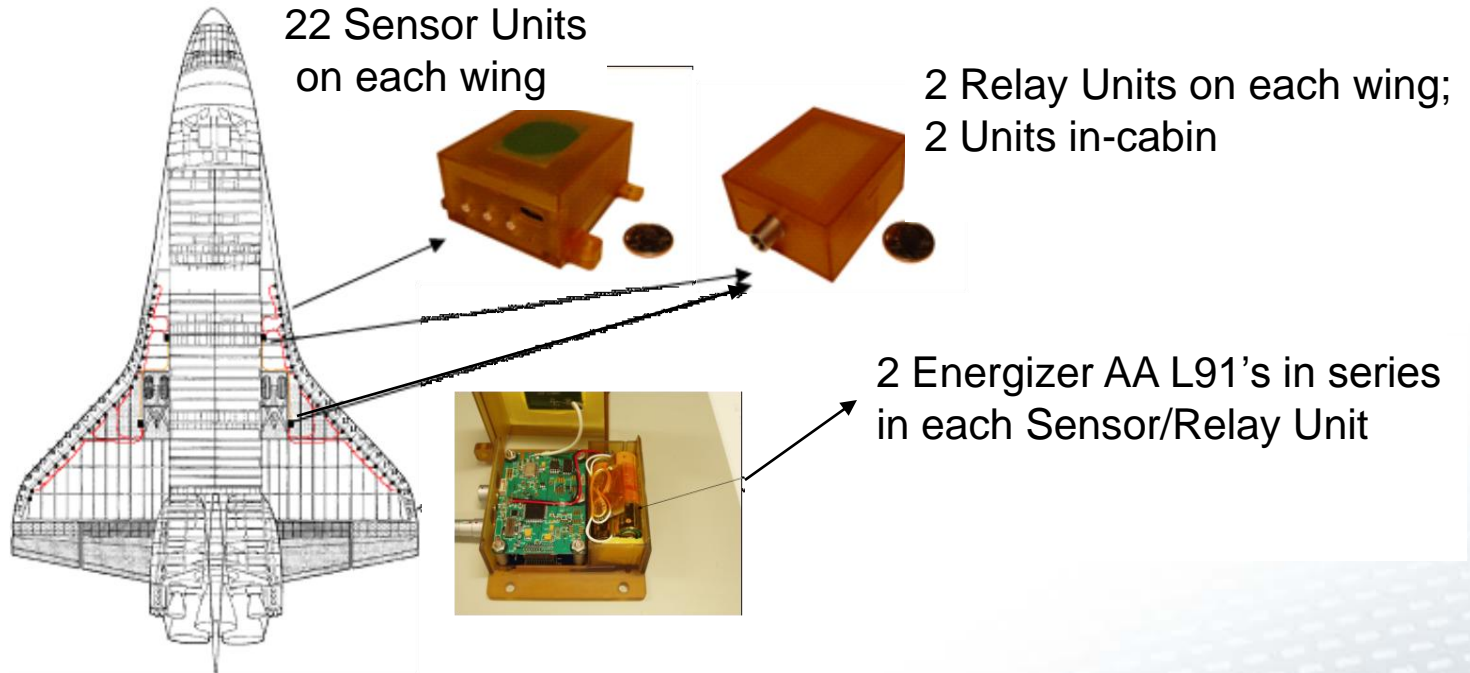 22 Sensor Units
on each wing
2 Relay Units on each wing;
2 Units in-cabin
2 Energizer AA L91’s in series
in each Sensor/Relay Unit